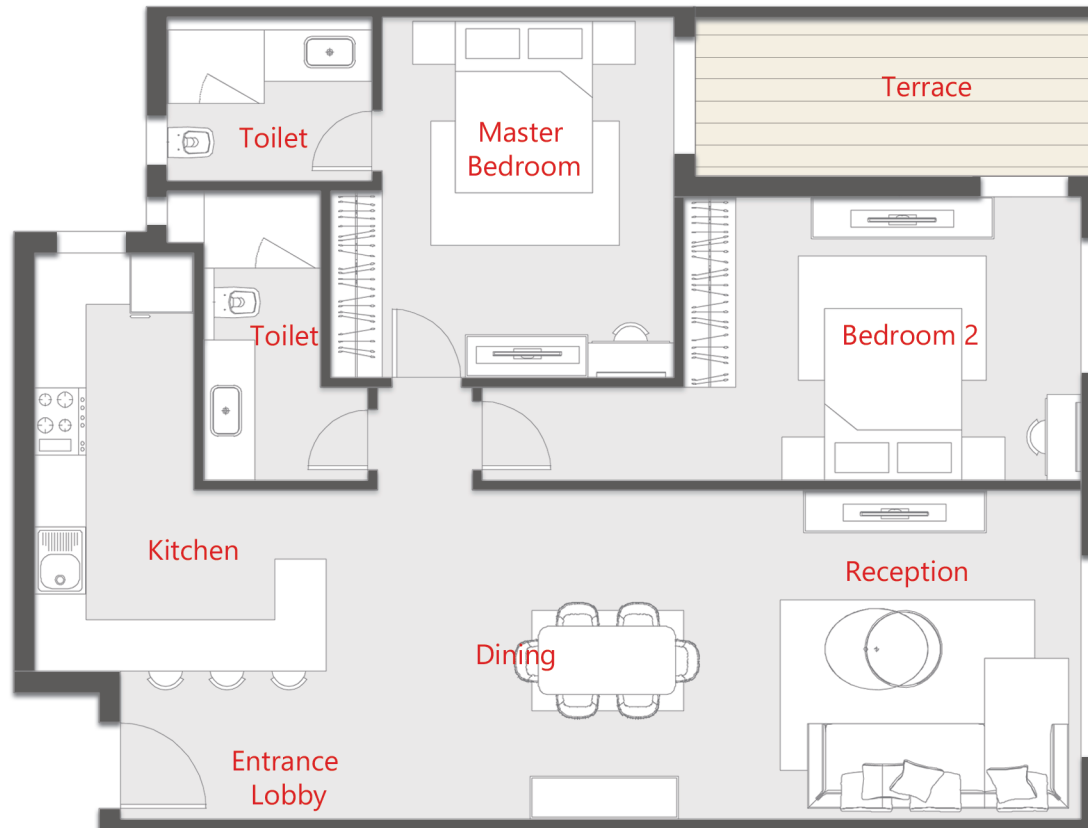 Terrace
Toilet
Master
Bedroom
Toilet
Bedroom 2
Kitchen
Reception
Dining
Entrance
Lobby